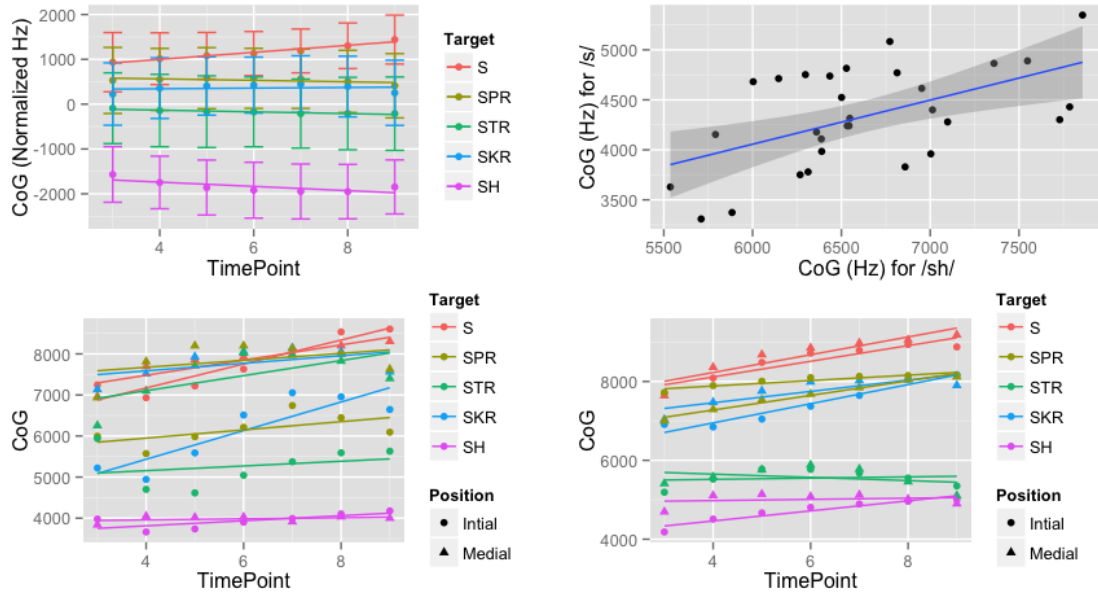 CoG (Normalized Hz)
2000
1000
0
-1000
-2000
4
6
8
TimePoint
Target
S
SPR
STR
SKR
SH
CoG (Hz) for /s/
5000
4500
4000
3500
5500
6000
6500
7000
7500
CoG (Hz) for /sh/
CoG
8000
7000
6000
5000
4000
4
6
8
TimePoint
Target
S
SPR
STR
SKR
SH
Position
Intial
Medial
CoG
8000
6000
4000
4
6
8
TimePoint
Target
S
SPR
STR
SKR
SH
Position
Intial
Medial